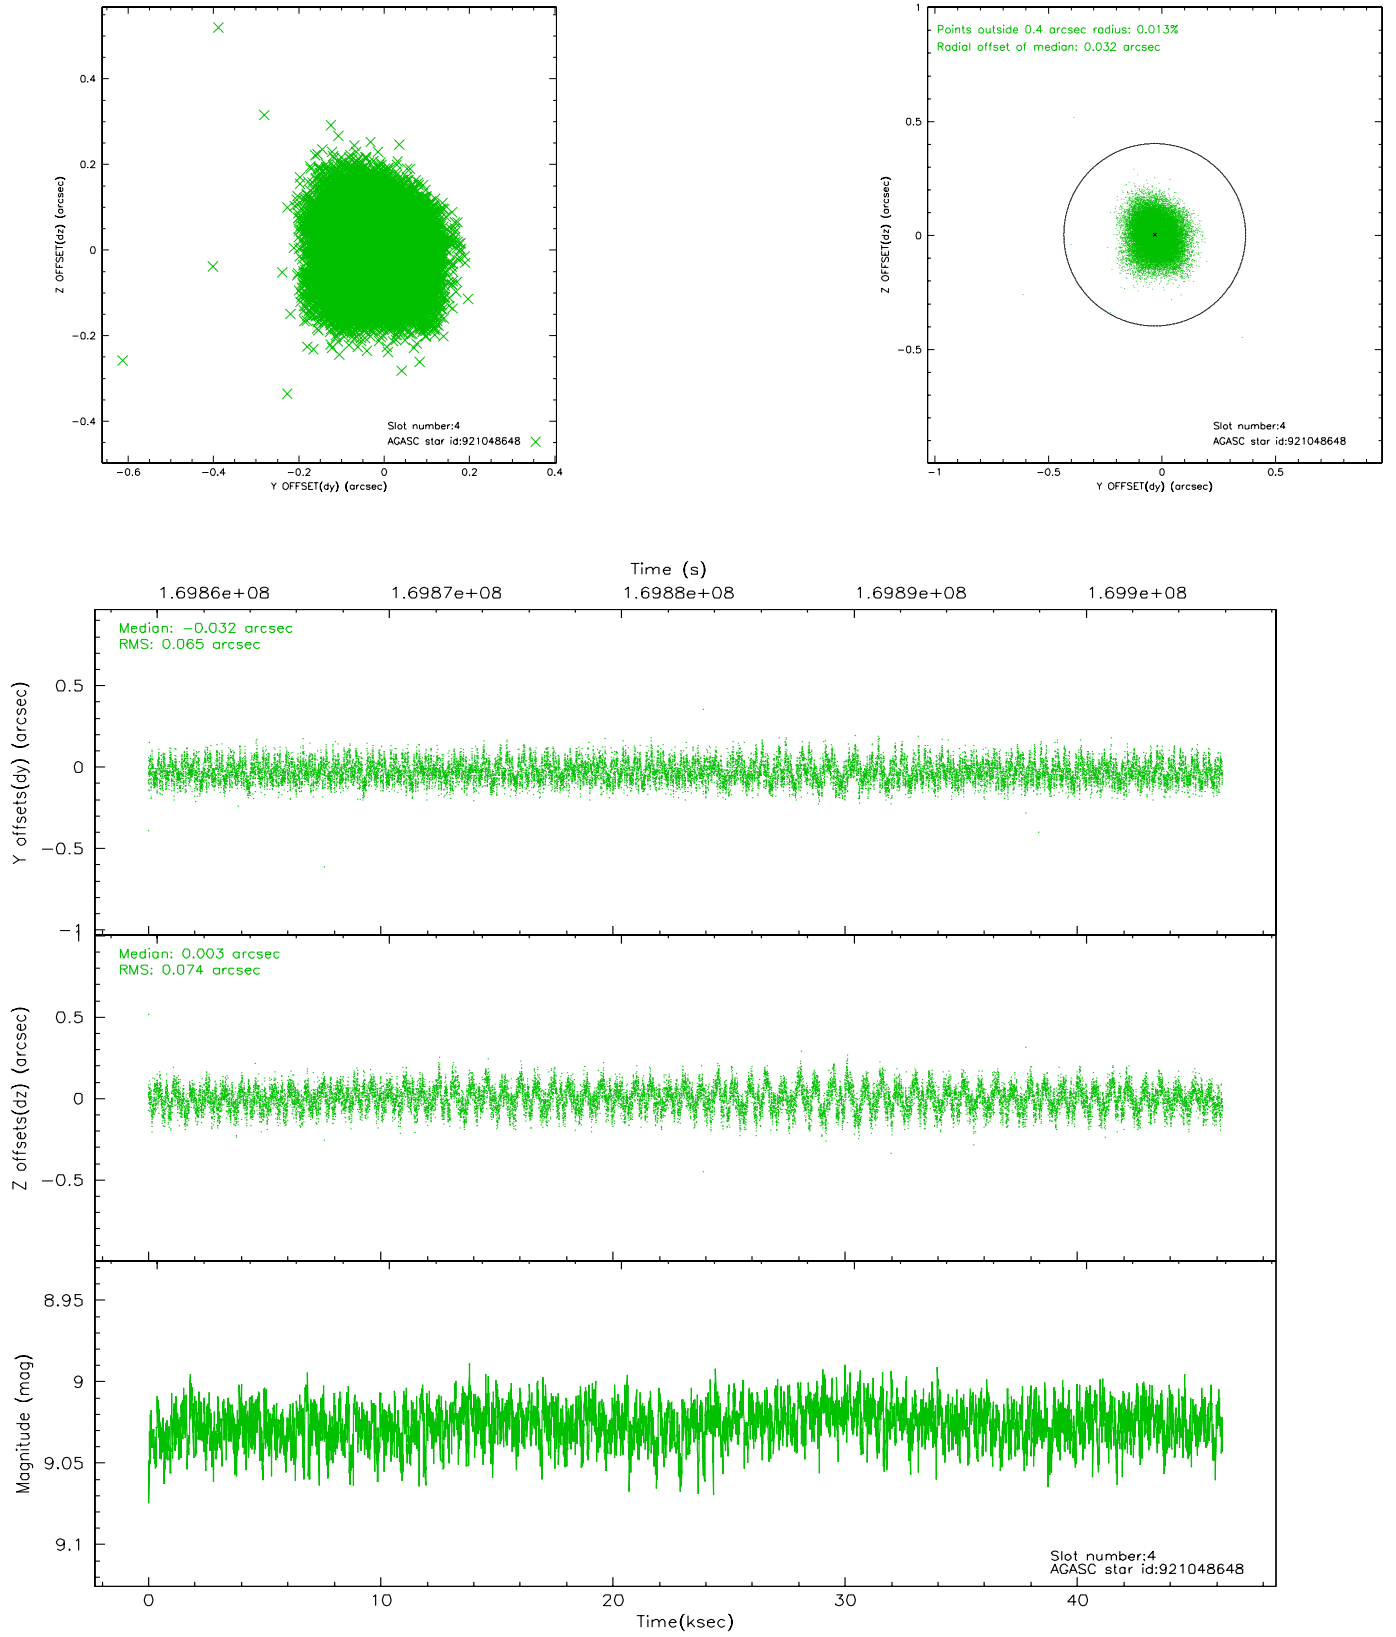 0.4
0.2
0
−0.2
−0.4
Z OFFSET(dz) (arcsec)
Slot number:4
AGASC star id:921048648
−0.6
−0.4
−0.2
0
0.2
0.4
Y OFFSET(dy) (arcsec)
Points outside 0.4 arcsec radius: 0.013%
Radial offset of median: 0.032 arcsec
1
0.5
0
−0.5
Z OFFSET(dz) (arcsec)
Slot number:4
AGASC star id:921048648
−1
−0.5
0
0.5
Y OFFSET(dy) (arcsec)
Time (s)
1.6986e+08
1.6987e+08
1.6988e+08
1.6989e+08
1.699e+08
Median: −0.032 arcsec
RMS: 0.065 arcsec
0.5
0
−0.5
−1
Y offsets(dy) (arcsec)
Median: 0.003 arcsec
RMS: 0.074 arcsec
0.5
0
−0.5
Z offsets(dz) (arcsec)
8.95
9
9.05
9.1
Magnitude (mag)
Slot number:4
AGASC star id:921048648
0
10
20
30
40
Time(ksec)